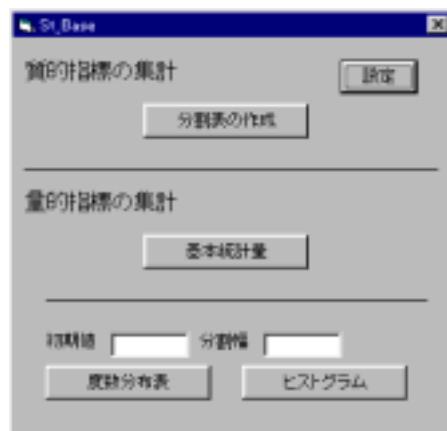 St_Base
質的指標の集計
設定
分割表の作成
量的指標の集計
基本統計量
初期値 分割幅
度数分布表 ヒストグラム